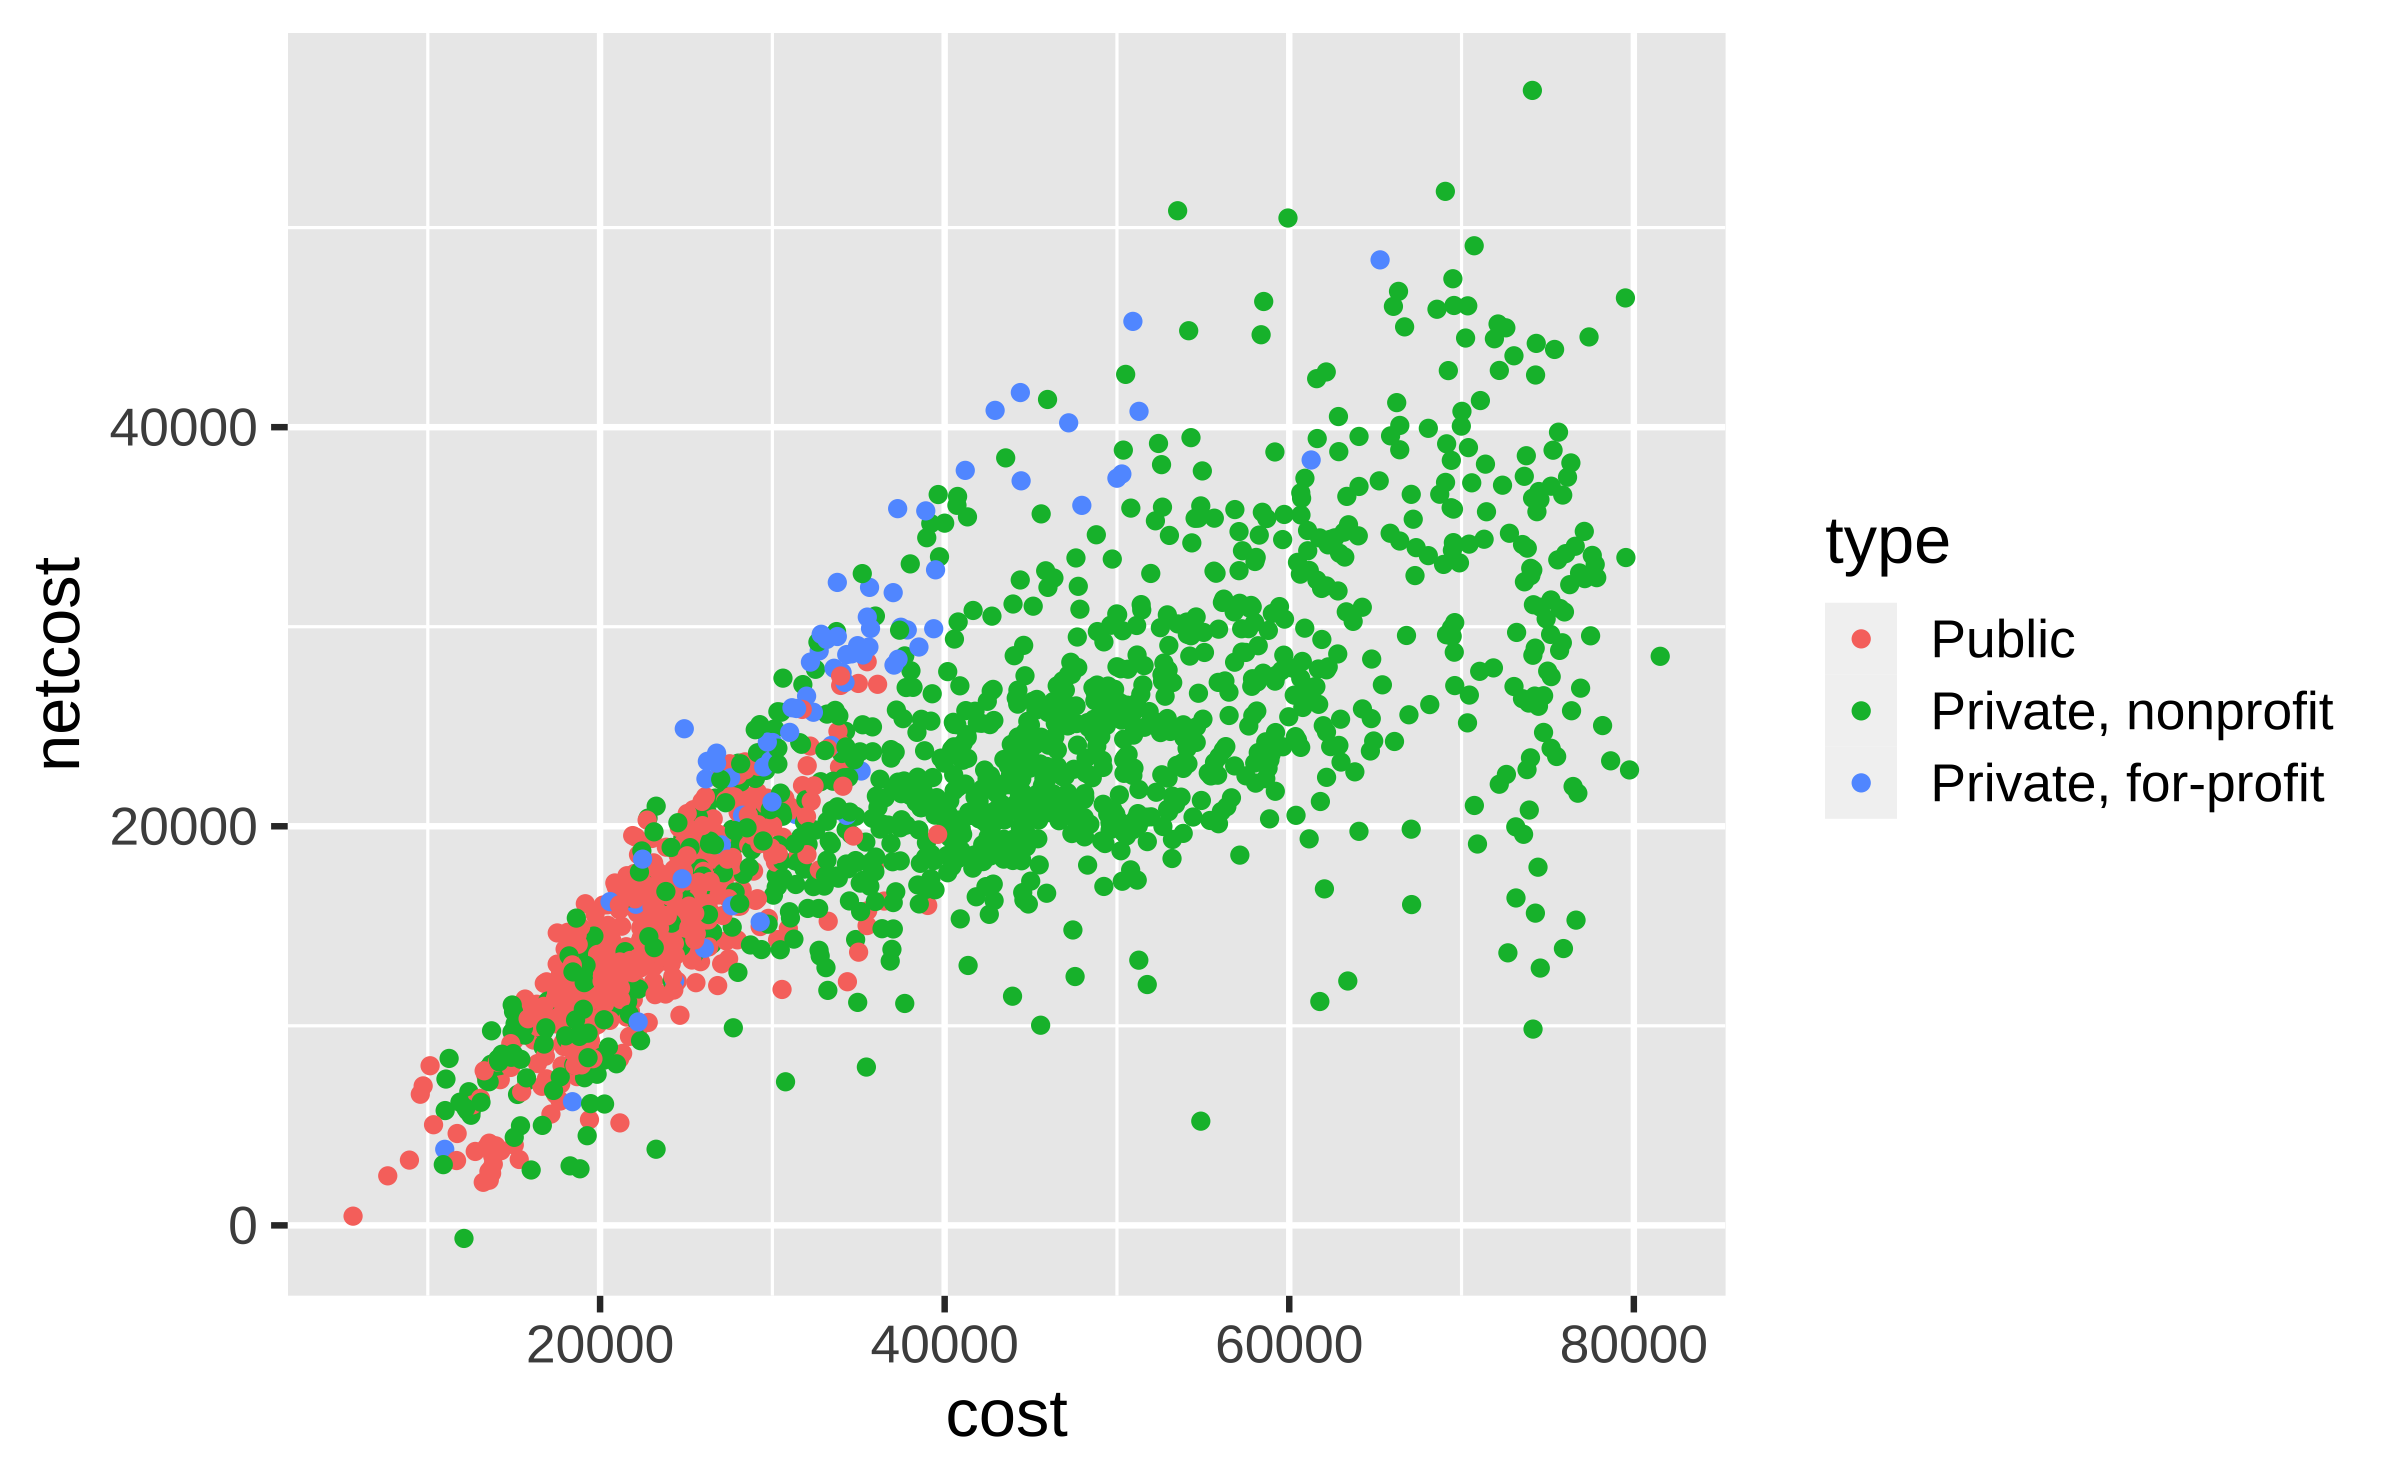 netcost
40000
20000
0
20000 40000 60000 80000
cost
type
Public
Private, nonprofit
Private, for-profit